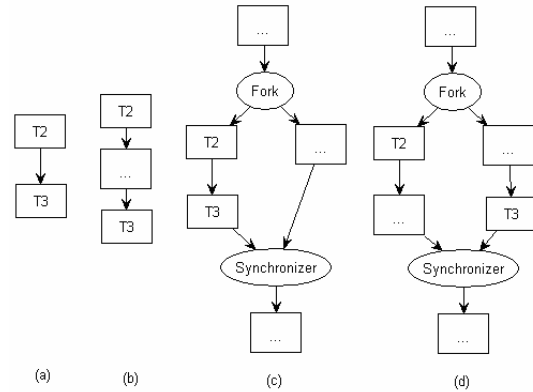 T2
T3
(a)
T2
...
T3
(b)
...
Fork
T2
...
T3
Synchronizer
...
(c)
...
Fork
T2
...
...
T3
Synchronizer
...
(d)